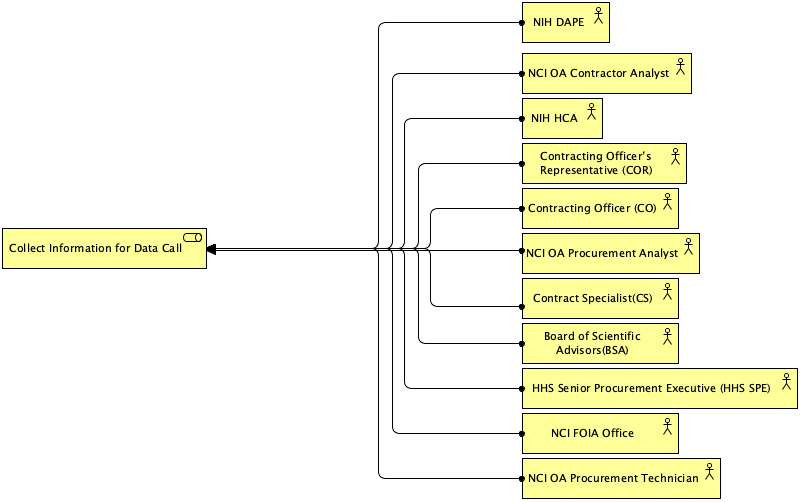 NIH DAPE
NCI OA Contractor Analyst
NIH HCA
Contracting Officer's
Representative (COR)
Contracting Officer (CO)
Collect Information for Data Call
NCI OA Procurement Analyst
Contract Specialist(CS)
Board of Scientific
Advisors(BSA)
HHS Senior Procurement Executive (HHS SPE)
NCI FOIA Office
NCI OA Procurement Technician